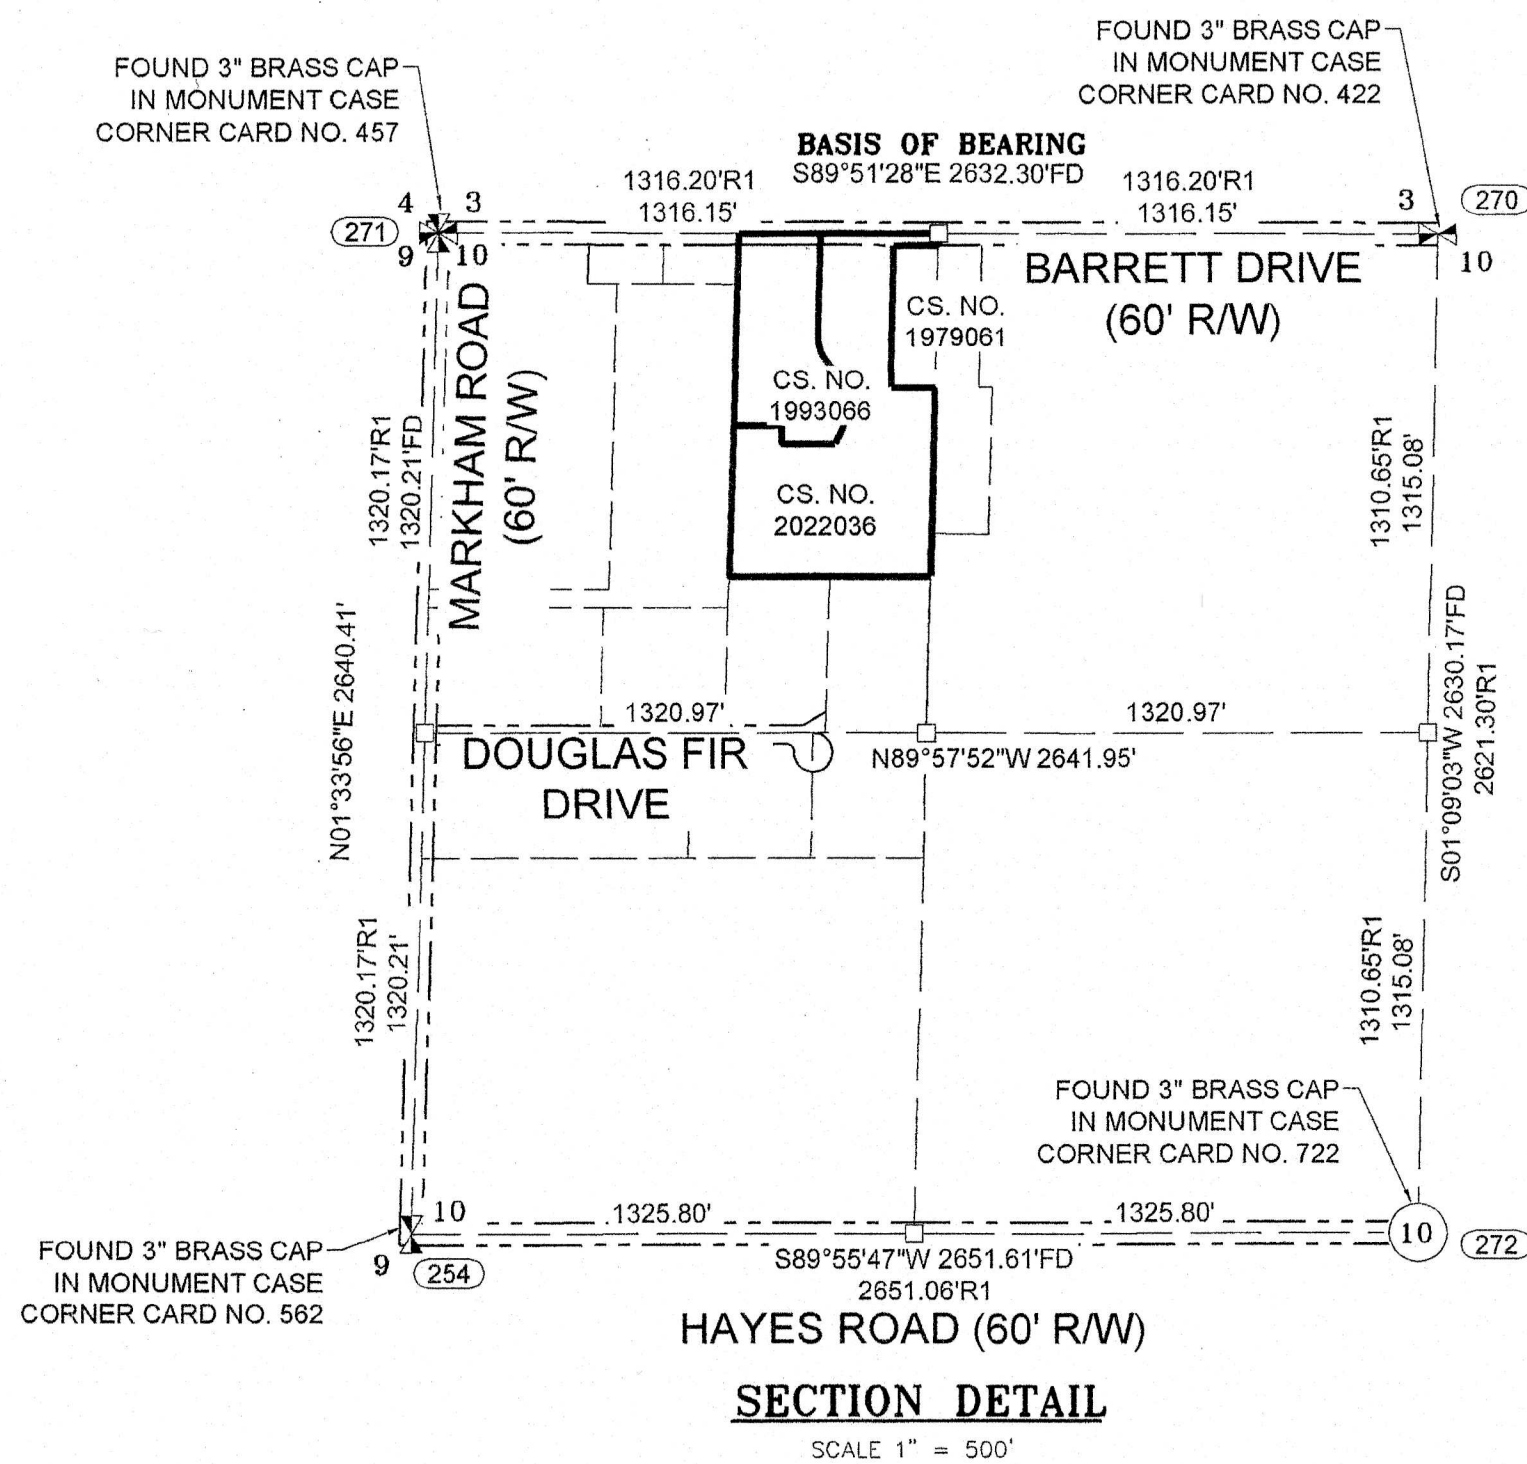 FOUND 3" BRASS CAP
IN MONUMENT CASE
CORNER CARD NO. 422
FOUND 3" BRASS CAP
IN MONUMENT CASE
CORNER CARD NO. 457
BASIS OF BEARING
S89°51'28"E 2632.30'FD
1316.20'R1
1316.15'
1316.20'R1
1316.15'
4 3
271
9 10
3
270
10
BARRETT DRIVE
(60' R/W)
MARKHAM ROAD
(60' R/W)
CS. NO.
1979061
CS. NO.
1993066
CS. NO.
2022036
1320.17'R1
1320.21'FD
1310.65'R1
1315.08'
N01°33'56"E 2640.41'
S01°09'03"W 2630.17'FD
2621.30'R1
1320.97'
1320.97'
DOUGLAS FIR
DRIVE
N89°57'52"W 2641.95'
1320.17'R1
1320.21'
1310.65'R1
1315.08'
FOUND 3" BRASS CAP
IN MONUMENT CASE
CORNER CARD NO. 722
10
1325.80'
1325.80'
10
272
9
254
FOUND 3" BRASS CAP
IN MONUMENT CASE
CORNER CARD NO. 562
S89°55'47"W 2651.61'FD
2651.06'R1
HAYES ROAD (60' R/W)
SECTION DETAIL
SCALE 1" = 500'